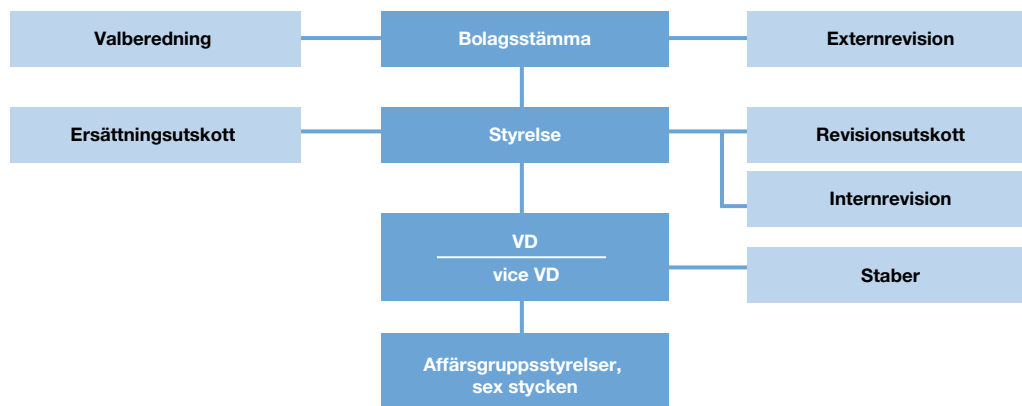 Valberedning
Bolagsstämma
Externrevision
Ersättningsutskott
Styrelse
Revisionsutskott
Internrevision
VD
vice VD
Staber
Affärsgruppsstyrelser,
sex stycken